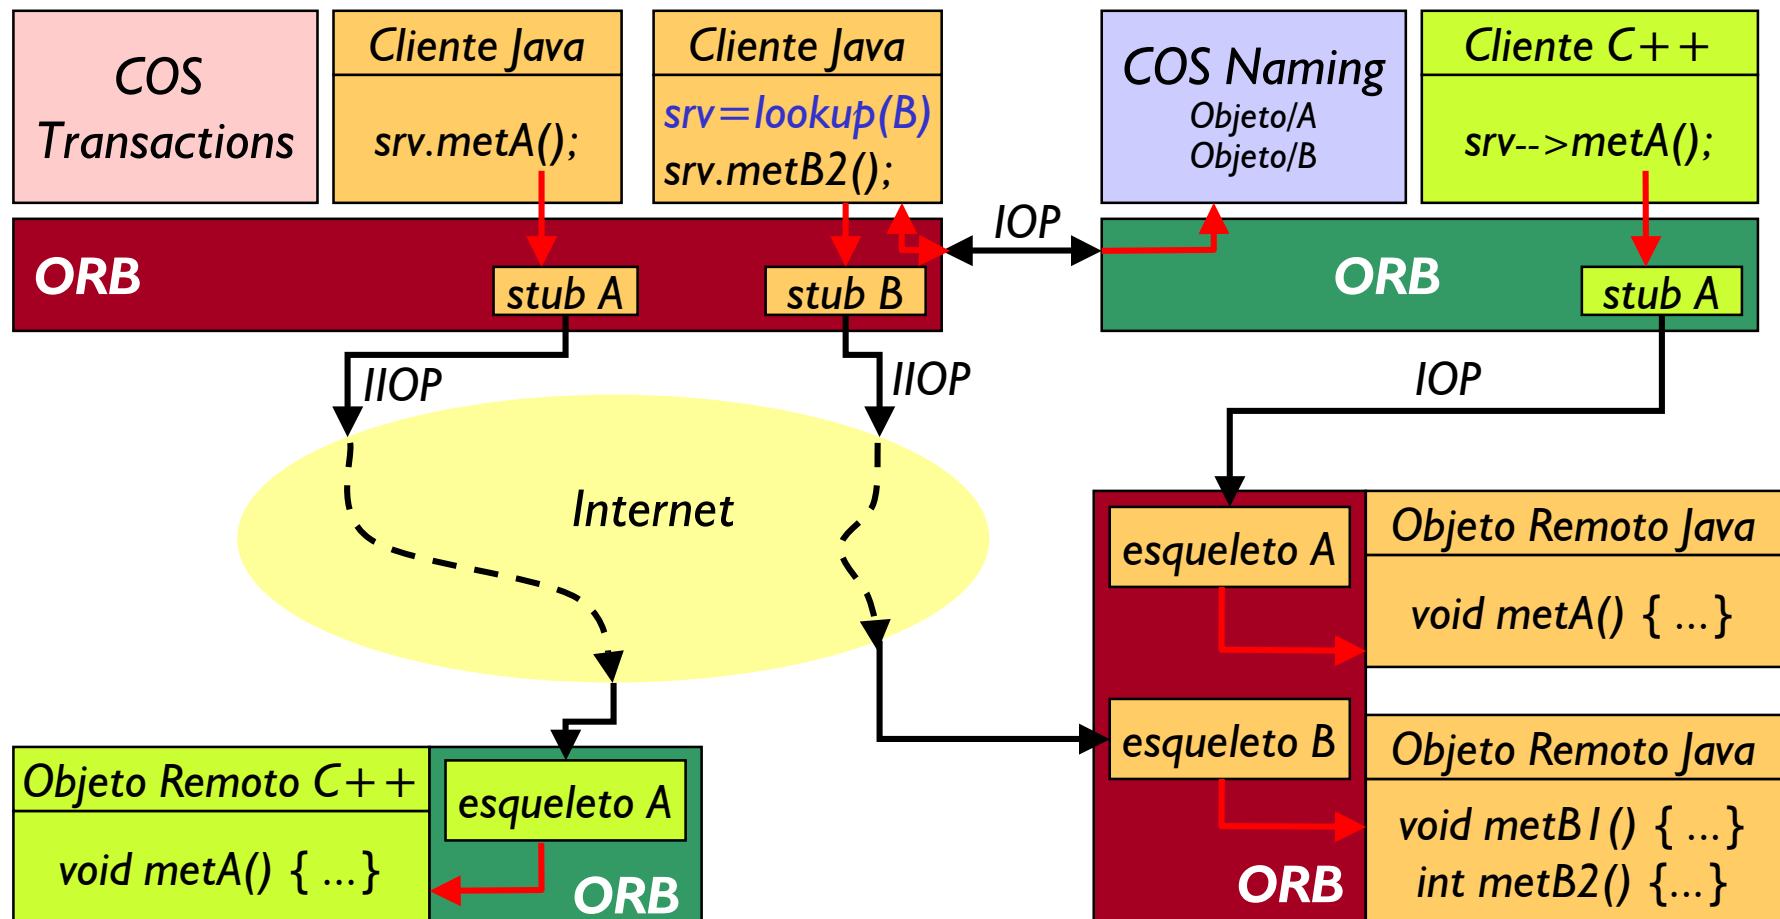 COS
Transactions
Cliente Java
srv.metA();
Cliente Java
srv=lookup(B)
srv.metB2();
COS Naming
Objeto/A
Objeto/B
Cliente C++
srv-->metA();
IOP
ORB
stub A
stub B
ORB
stub A
IIOP
IIOP
IOP
Internet
esqueleto A
Objeto Remoto Java
void metA() { ...}
esqueleto B
Objeto Remoto Java
void metB1() { ...}
int metB2() {...}
ORB
Objeto Remoto C++
void metA() { ...}
esqueleto A
ORB